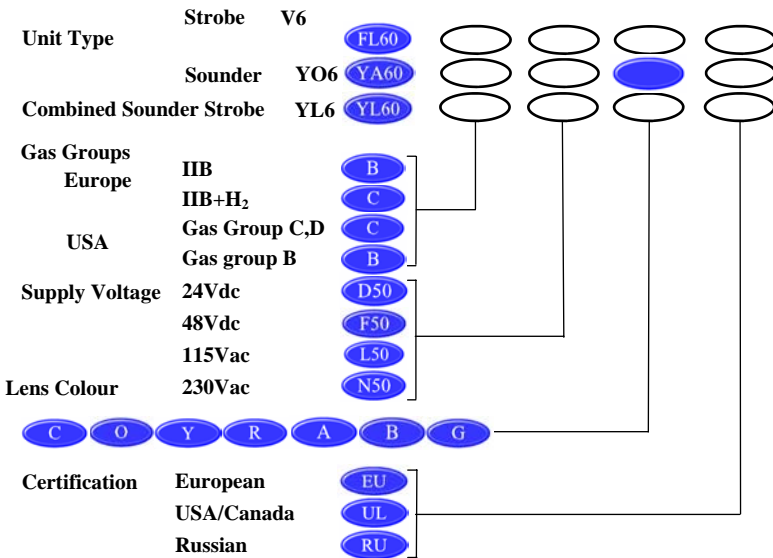 Strobe V6
Unit Type FL60
Sounder YO6 YA60
Combined Sounder Strobe YL6 YL60
Gas Groups
Europe IIB B
IIB+H₂ C
USA Gas Group C,D C
Gas group B B
Supply Voltage 24Vdc D50
48Vdc F50
115Vac L50
Lens Colour 230Vac N50
C O Y R A B G
Certification European EU
USA/Canada UL
Russian RU